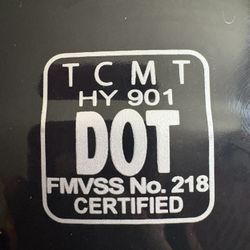 TCMT
HY 901
DOT
FMVSS No. 218
CERTIFIED